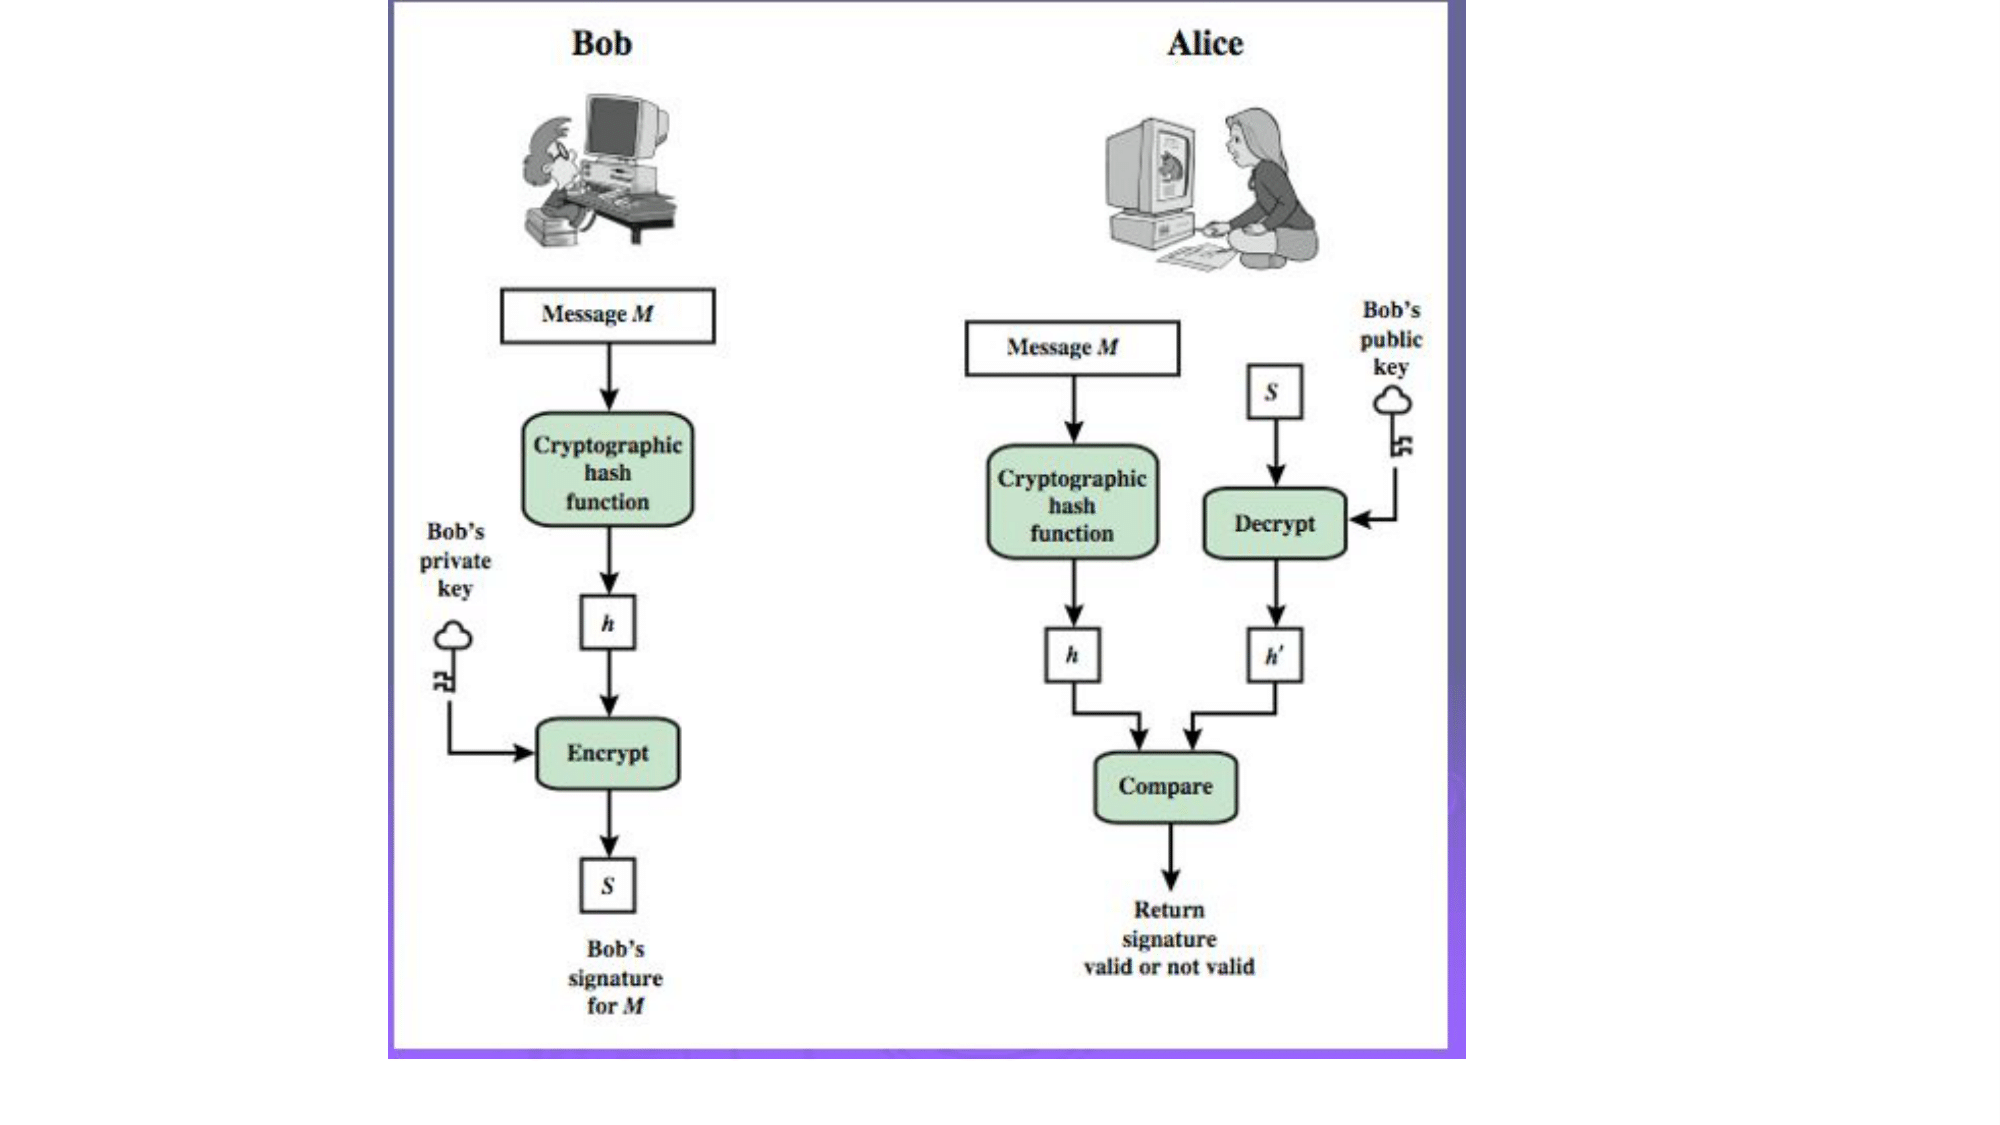 Bob
Message M
Cryptographic
hash
function
Bob's
private
key
h
Encrypt
S
Bob's
signature
for M
Alice
Message M
Bob's
public
key
S
Cryptographic
hash
function
Decrypt
h
h'
Compare
Return
signature
valid or not valid